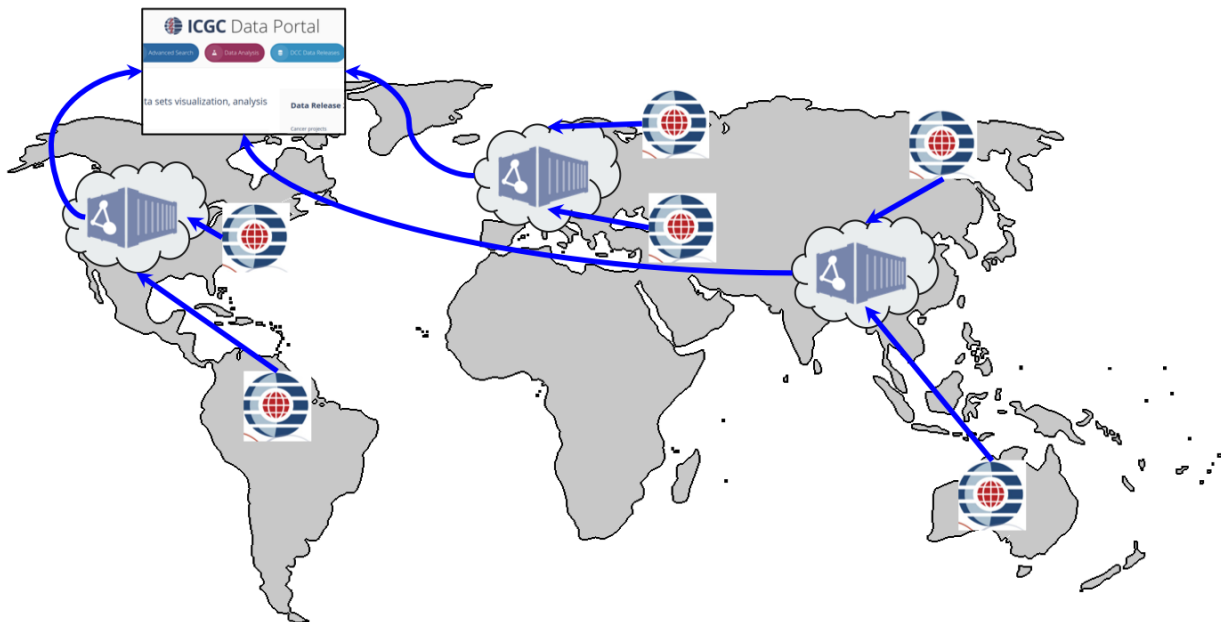 ICGC Data Portal
Advanced Search
Data Analysis
DCC Data Releases
ta sets visualization, analysis
Data Release
Cancer projects